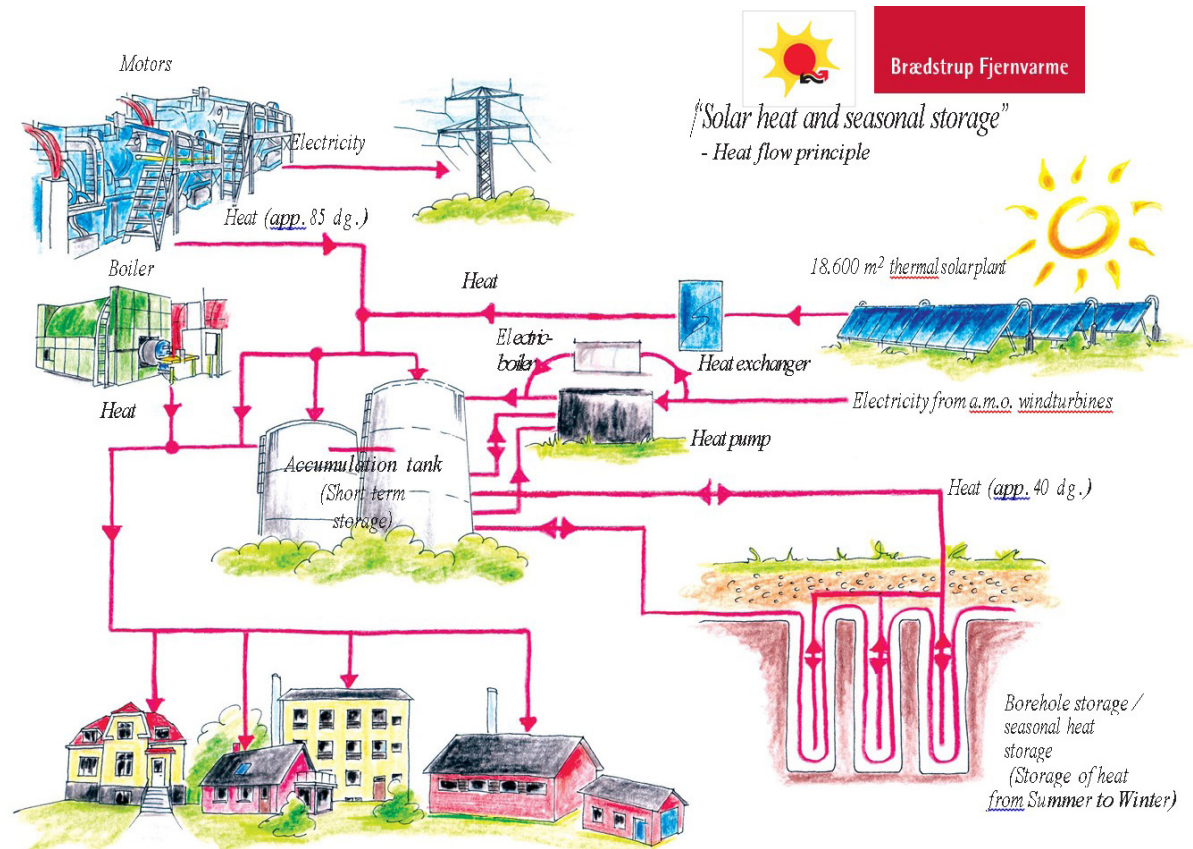 Brædstrup Fjernvarme
"Solar heat and seasonal storage"
- Heat flow principle
Motors
Electricity
Heat (app. 85 dg.)
Boiler
Heat
18.600 m² thermal solar plant
Heat
Electric-
boiler
Heat exchanger
Electricity from a.m.o. windturbines
Heat pump
Accumulation tank
(Short term
storage)
Heat (app. 40 dg.)
Borehole storage /
seasonal heat
storage
(Storage of heat
from Summer to Winter)